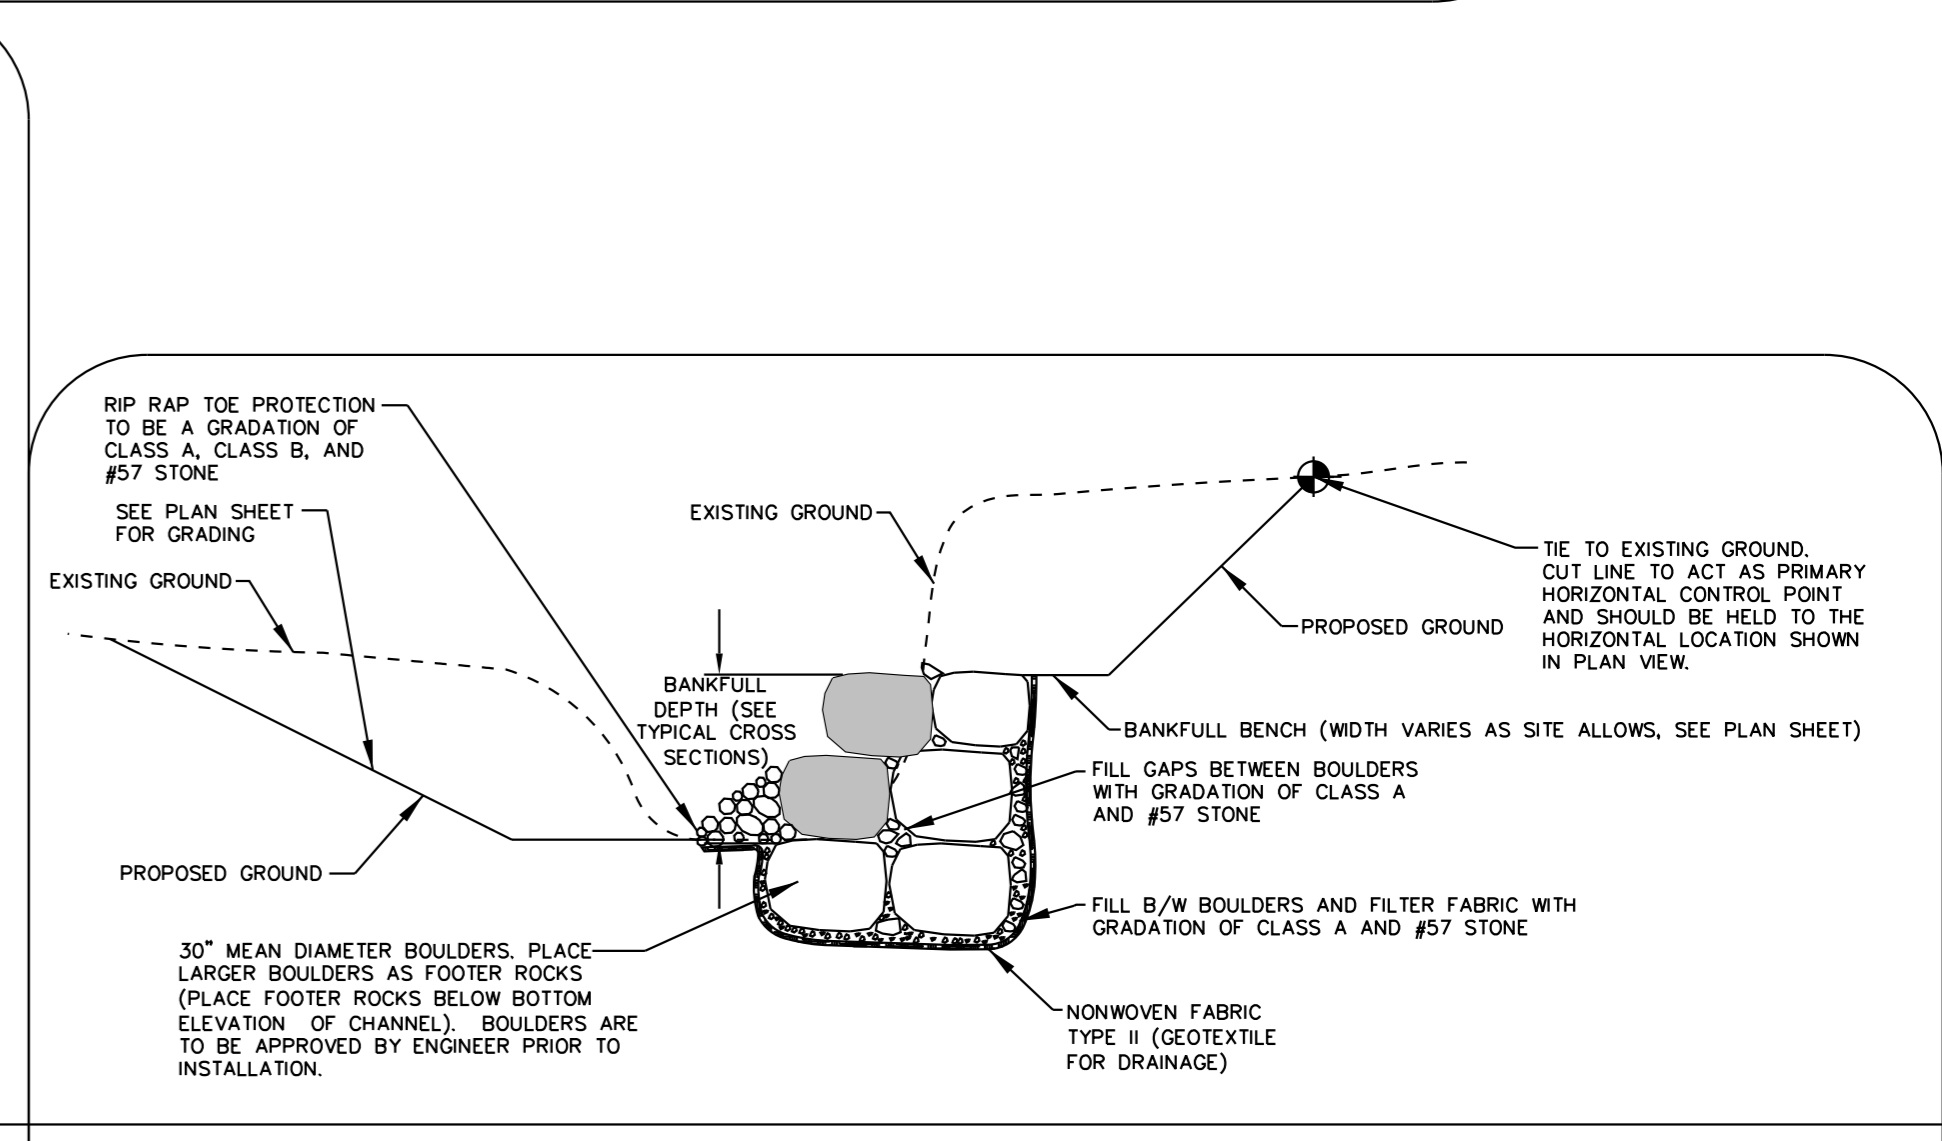 RIP RAP TOE PROTECTION
TO BE A GRADATION OF
CLASS A, CLASS B, AND
#57 STONE
SEE PLAN SHEET
FOR GRADING
EXISTING GROUND
PROPOSED GROUND
30" MEAN DIAMETER BOULDERS. PLACE
LARGER BOULDERS AS FOOTER ROCKS
(PLACE FOOTER ROCKS BELOW BOTTOM
ELEVATION OF CHANNEL). BOULDERS ARE
TO BE APPROVED BY ENGINEER PRIOR TO
INSTALLATION.
EXISTING GROUND
BANKFULL
DEPTH (SEE
TYPICAL CROSS
SECTIONS)
TIE TO EXISTING GROUND.
CUT LINE TO ACT AS PRIMARY
HORIZONTAL CONTROL POINT
AND SHOULD BE HELD TO THE
HORIZONTAL LOCATION SHOWN
IN PLAN VIEW.
PROPOSED GROUND
BANKFULL BENCH (WIDTH VARIES AS SITE ALLOWS, SEE PLAN SHEET)
FILL GAPS BETWEEN BOULDERS
WITH GRADATION OF CLASS A
AND #57 STONE
FILL B/W BOULDERS AND FILTER FABRIC WITH
GRADATION OF CLASS A AND #57 STONE
NONWOVEN FABRIC
TYPE II (GEOTEXTILE
FOR DRAINAGE)